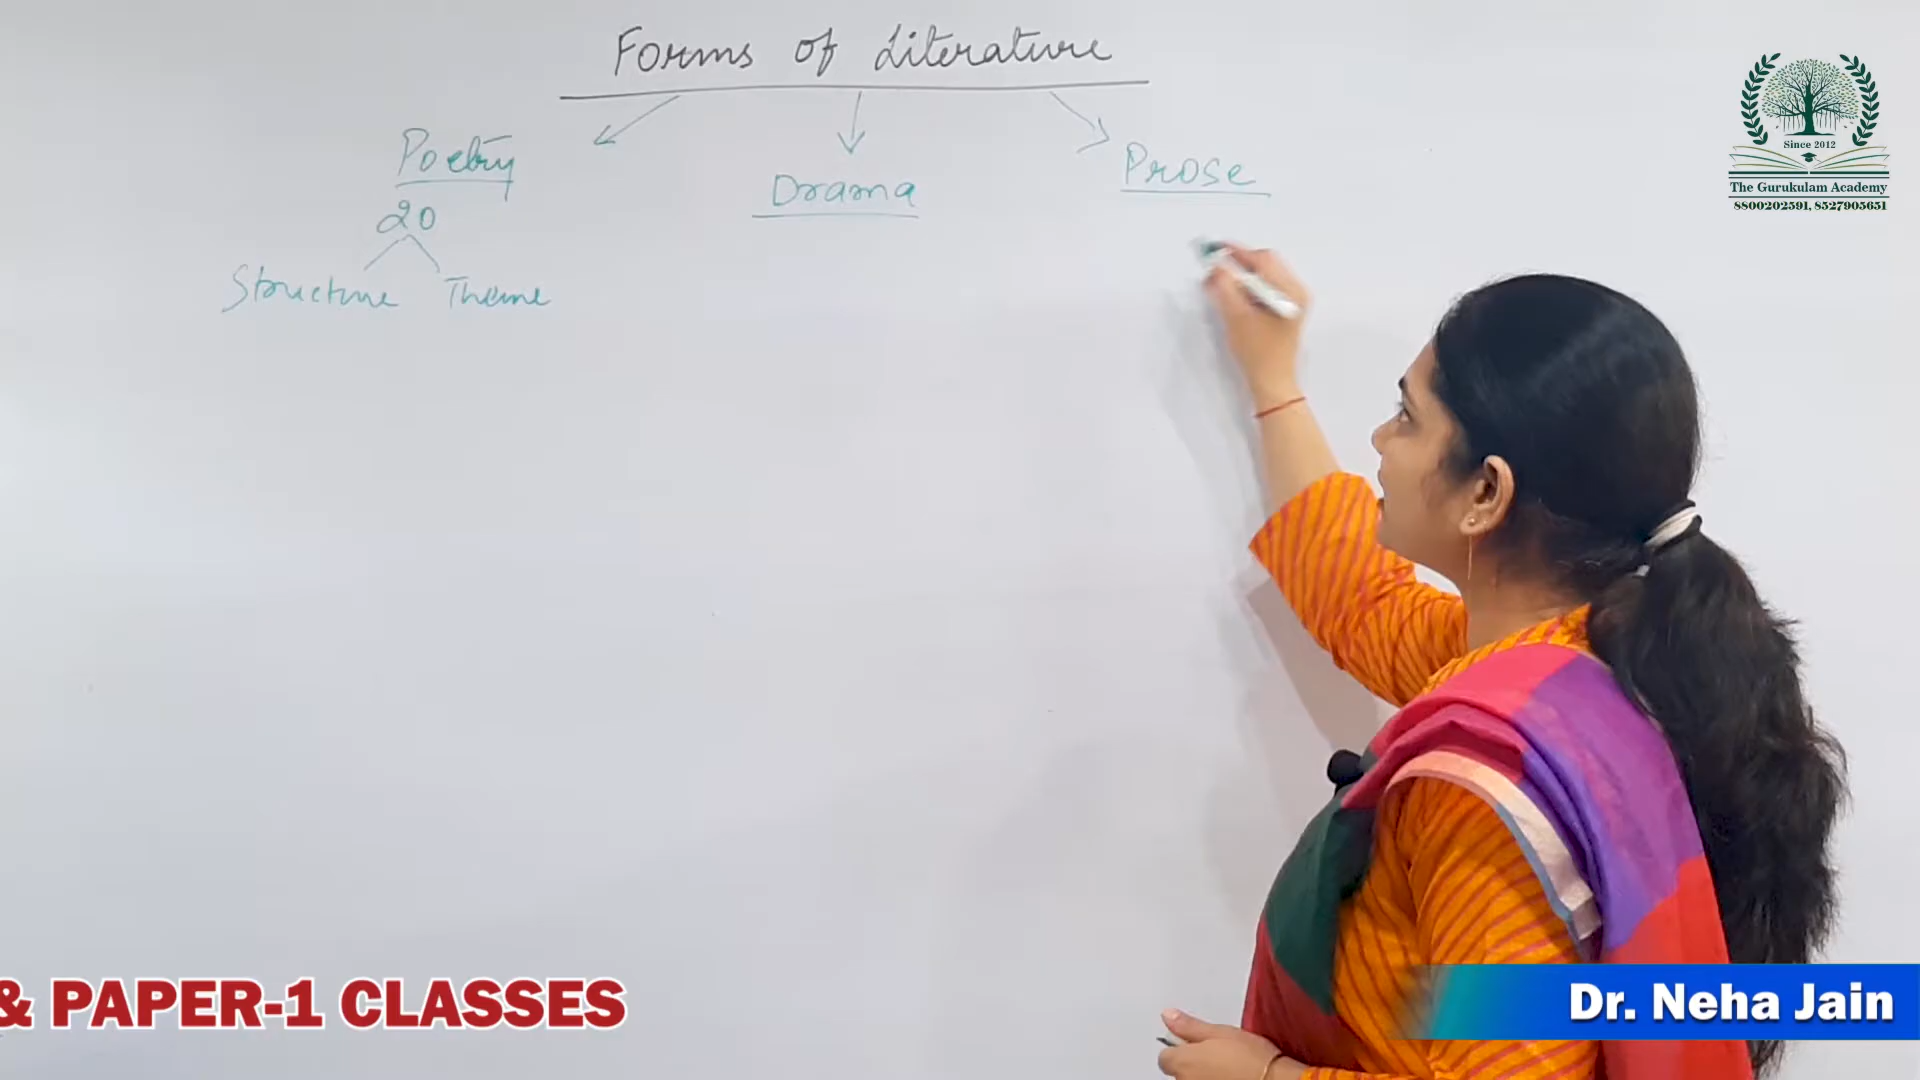 Forms of Literature
Poetry
Drama
Prose
20
Structure Theme
Since 2012
The Gurukulam Academy
8800202591, 8527905651
& PAPER-1 CLASSES
Dr. Neha Jain